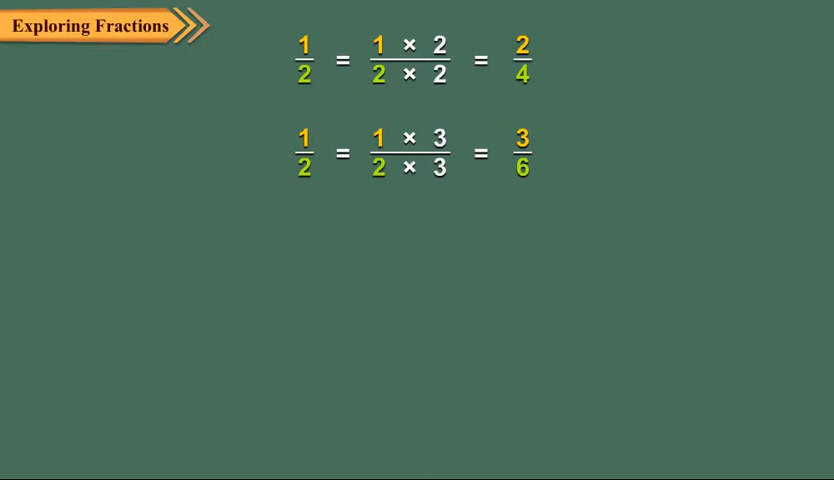 Exploring Fractions
1/2 = 1 × 2/2 × 2 = 2/4
1/2 = 1 × 3/2 × 3 = 3/6